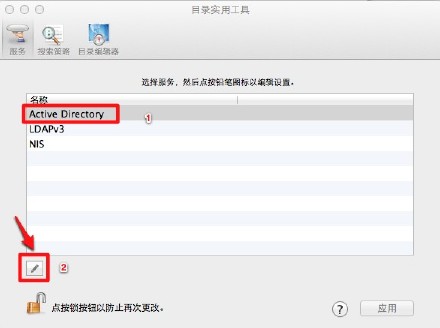 目录实用工具
服务 搜索策略 目录编辑器
选择服务，然后点按铅笔图标以编辑设置。
名称
Active Directory 1
LDAPv3
NIS
2
点按锁按钮以防止再次更改。 ? 应用